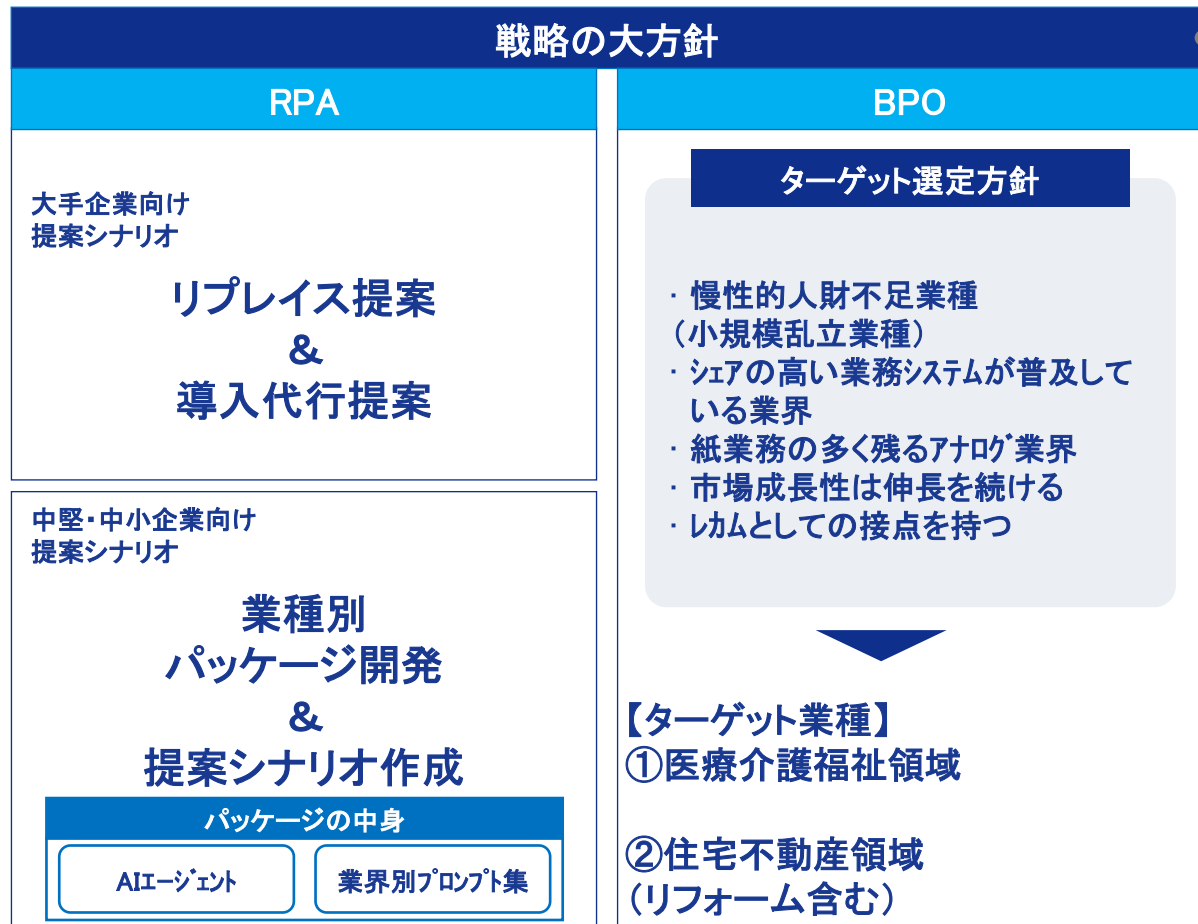 戦略の大方針
RPA
大手企業向け
提案シナリオ
リプレイス提案
&
導入代行提案
中堅・中小企業向け
提案シナリオ
業種別
パッケージ開発
&
提案シナリオ作成
パッケージの中身
AIエージェント
業界別プロンプト集
BPO
ターゲット選定方針
・慢性的人財不足業種
（小規模乱立業種）
・シェアの高い業務システムが普及して
いる業界
・紙業務の多く残るアナログ業界
・市場成長性は伸長を続ける
・レカムとしての接点を持つ
【ターゲット業種】
①医療介護福祉領域
②住宅不動産領域
（リフォーム含む）